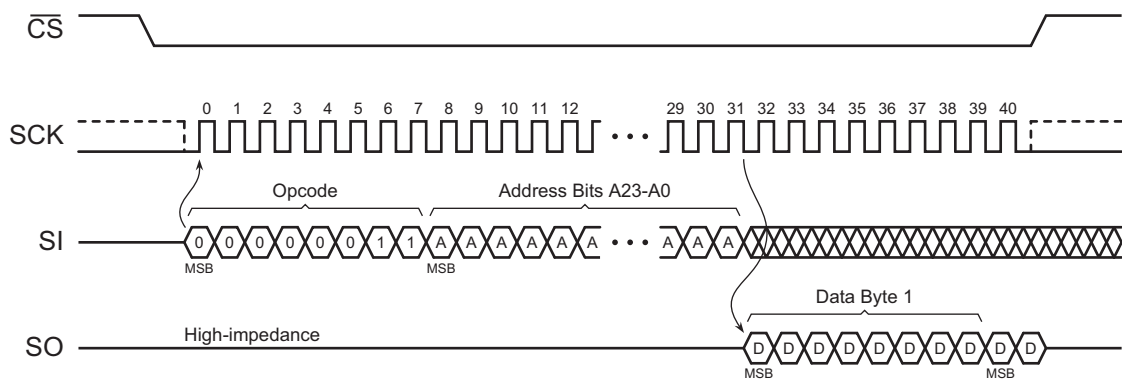 CS
0 1 2 3 4 5 6 7 8 9 10 11 12 29 30 31 32 33 34 35 36 37 38 39 40
SCK
Opcode Address Bits A23-A0
SI 0 0 0 0 0 0 1 1 A A A A A A A A A
MSB MSB
Data Byte 1
High-impedance
SO D D D D D D D D D D
MSB MSB